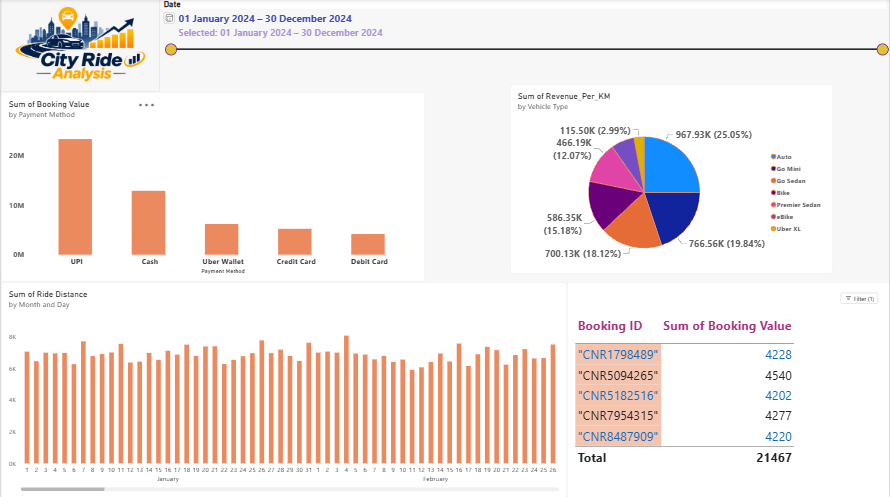 City Ride
Analysis
Date
01 January 2024 – 30 December 2024
Selected: 01 January 2024 – 30 December 2024
Sum of Booking Value
by Payment Method
20M
10M
0M
UPI Cash Uber Wallet Credit Card Debit Card
Payment Method
Sum of Revenue_Per_KM
by Vehicle Type
115.50K (2.99%)
466.19K
(12.07%)
586.35K
(15.18%)
700.13K (18.12%)
967.93K (25.05%)
766.56K (19.84%)
Auto
Go Mini
Go Sedan
Bike
Premier Sedan
eBike
Uber XL
Sum of Ride Distance
by Month and Day
8K
6K
4K
2K
0K
1 2 3 4 5 6 7 8 9 10 11 12 13 14 15 16 17 18 19 20 21 22 23 24 25 26 27 28 29 30 31 1 2 3 4 5 6 7 8 9 10 11 12 13 14 15 16 17 18 19 20 21 22 23 24 25 26
January February
Filter (1)
Booking ID Sum of Booking Value
"CNR1798489" 4228
"CNR5094265" 4540
"CNR5182516" 4202
"CNR7954315" 4277
"CNR8487909" 4220
Total 21467